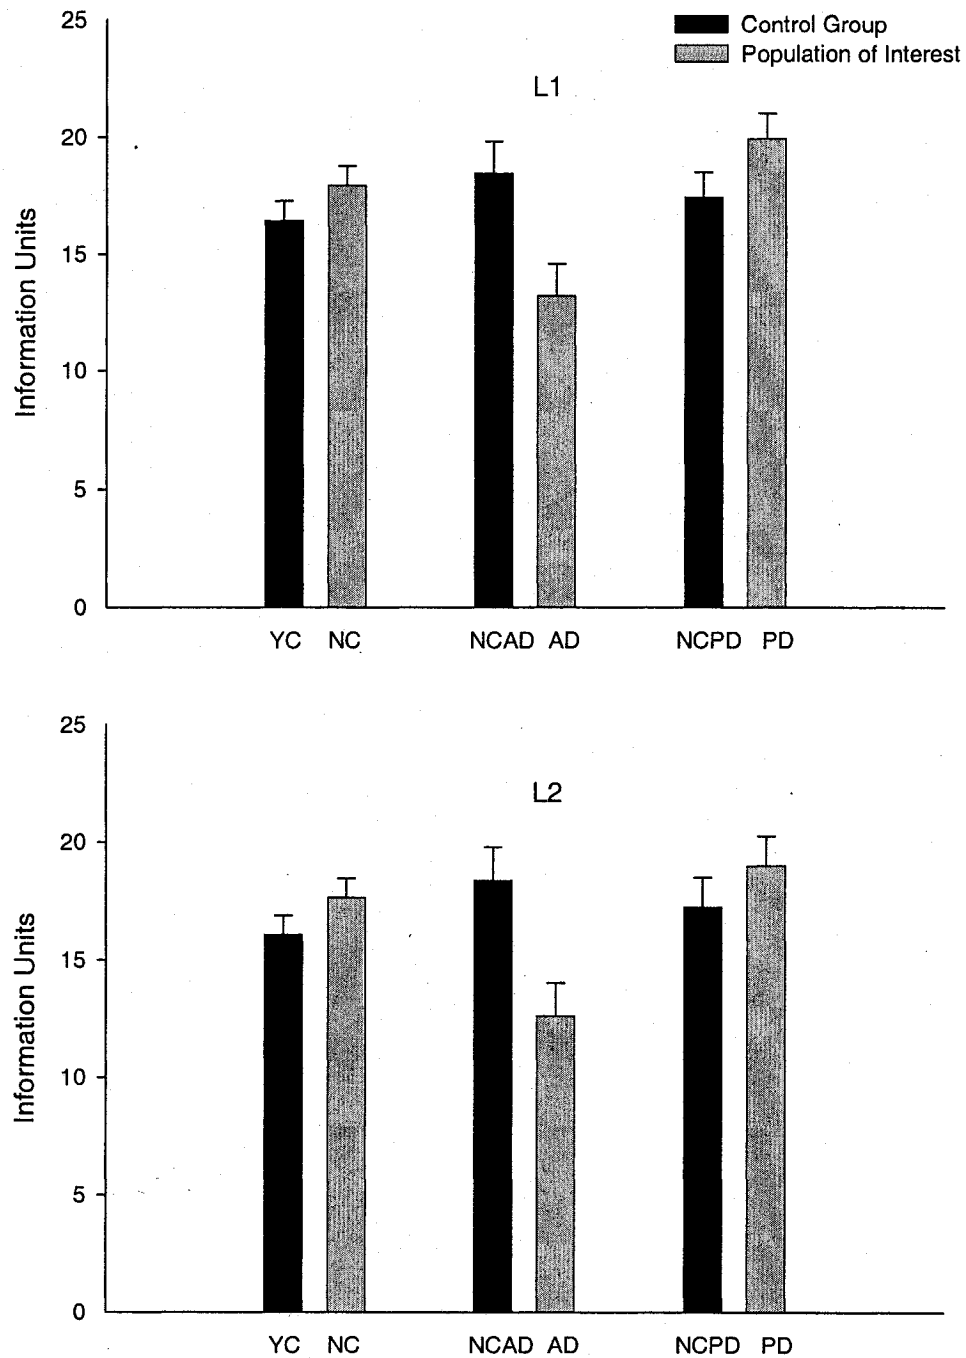 Control Group
Population of Interest
L1
25
20
15
10
5
0
Information Units
YC NC NCAD AD NCPD PD
L2
25
20
15
10
5
0
Information Units
YC NC NCAD AD NCPD PD